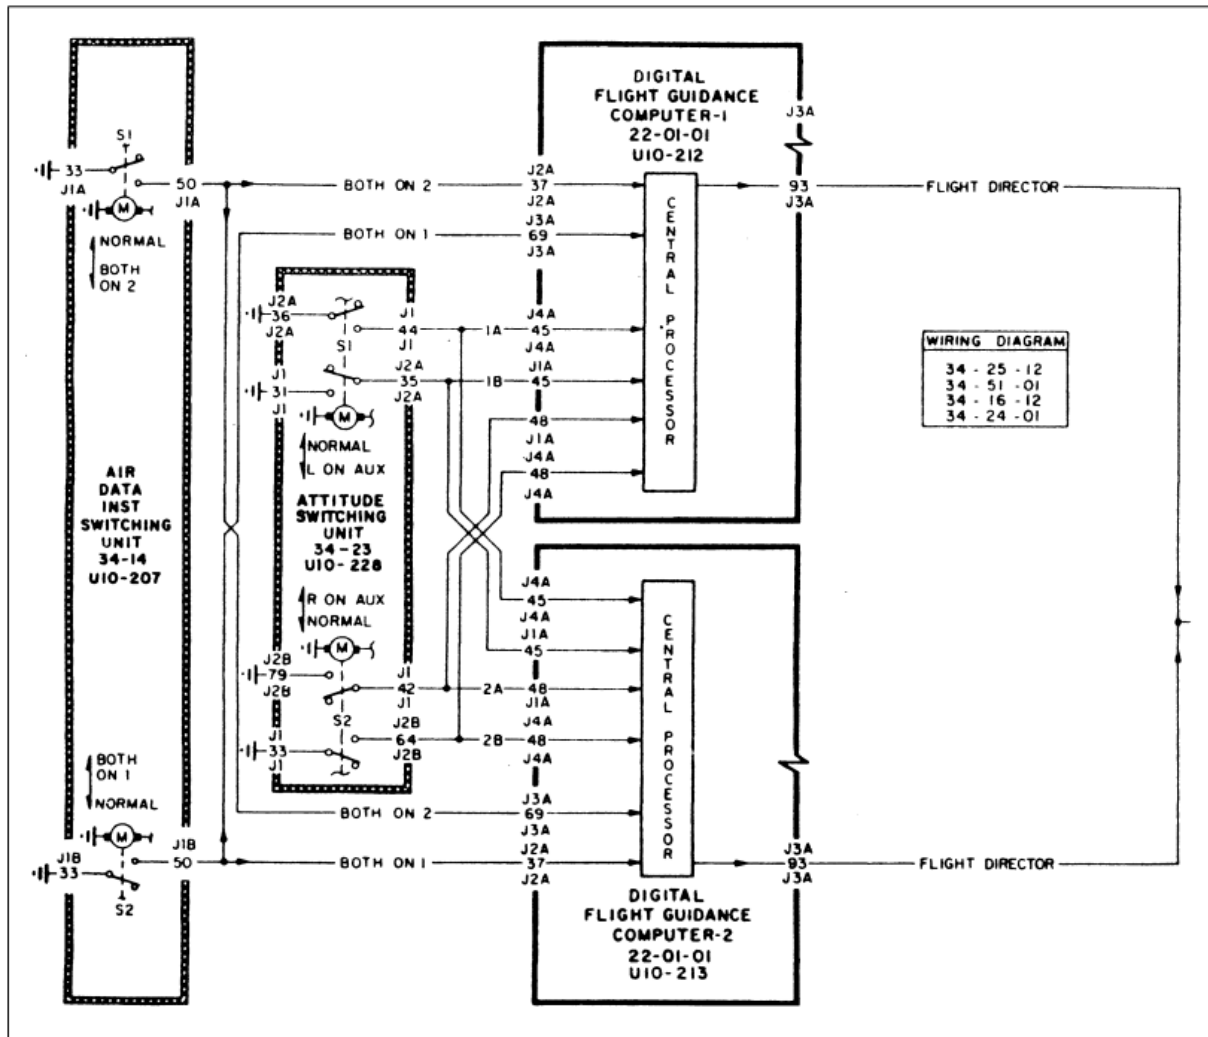 S1
33
J1A
50
J1A
M
NORMAL
BOTH
ON 2
AIR
DATA
INST
SWITCHING
UNIT
34-14
U10-207
BOTH
ON 1
NORMAL
M
J1B
50
J1B
33
S2
BOTH ON 2
BOTH ON 1
J2A
36
J2A
J1
44
J1
S1
J2A
35
J2A
J1
31
J1
M
NORMAL
L ON AUX
ATTITUDE
SWITCHING
UNIT
34-23
U10-228
R ON AUX
NORMAL
M
J2B
79
J2B
J1
42
J1
S2
J2B
64
J2B
J1
33
J1
1A
1B
2A
2B
BOTH ON 2
BOTH ON 1
DIGITAL
FLIGHT GUIDANCE
COMPUTER-1
22-01-01
U10-212
J2A
37
J2A
J3A
69
J3A
J4A
45
J4A
J1A
45
48
J1A
J4A
48
J4A
CENTRAL PROCESSOR
J3A
93
J3A
FLIGHT DIRECTOR
WIRING DIAGRAM
34-25-12
34-51-01
34-16-12
34-24-01
J4A
45
J4A
J1A
45
48
J1A
J4A
48
J4A
J3A
69
J3A
J2A
37
J2A
CENTRAL PROCESSOR
J3A
93
J3A
FLIGHT DIRECTOR
DIGITAL
FLIGHT GUIDANCE
COMPUTER-2
22-01-01
U10-213